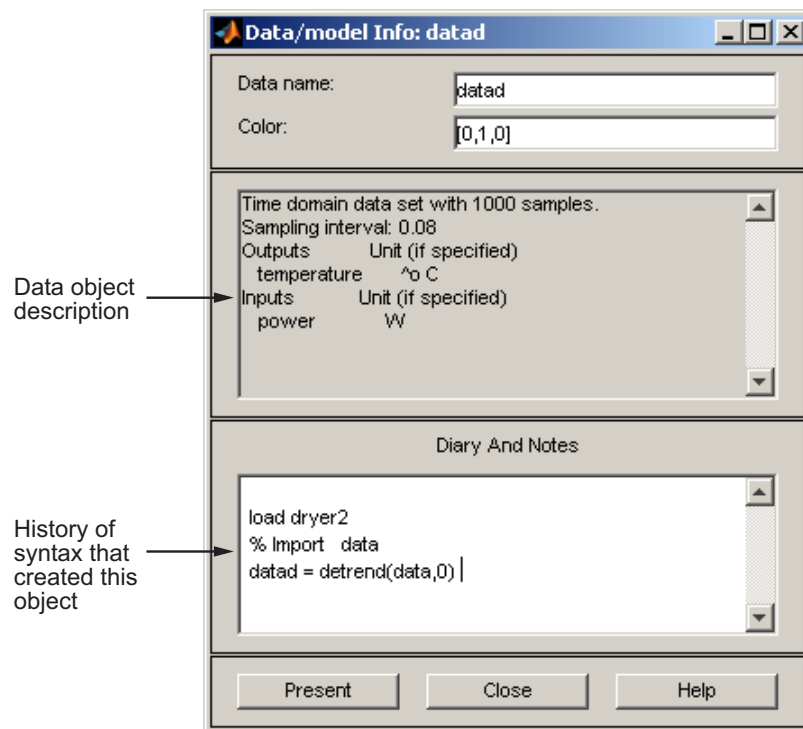 Data/model Info: datad
Data name:
datad
Color:
[0,1,0]
Time domain data set with 1000 samples.
Sampling interval: 0.08
Outputs Unit (if specified)
temperature ^o C
Inputs Unit (if specified)
power W
Data object
description
Diary And Notes
load dryer2
% Import data
datad = detrend(data,0)
History of
syntax that
created this
object
Present Close Help